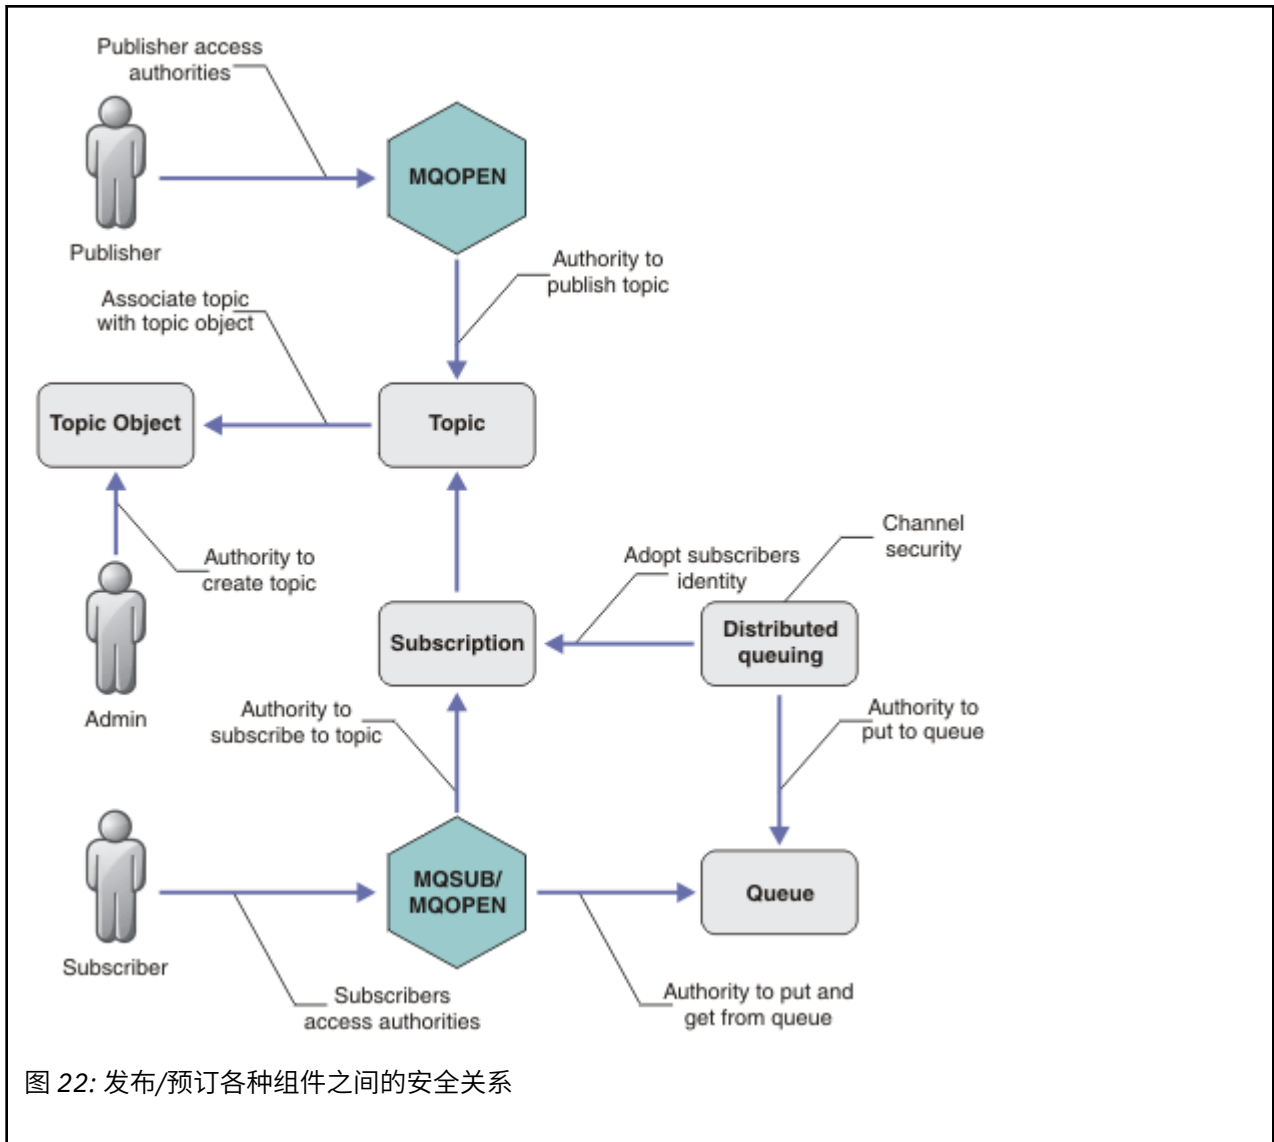 Publisher access
authorities
MQOPEN
Publisher
Authority to
publish topic
Associate topic
with topic object
Topic Object
Topic
Channel
security
Adopt subscribers
identity
Authority to
create topic
Subscription
Distributed
queuing
Admin
Authority to
subscribe to topic
Authority to
put to queue
MQSUB/
MQOPEN
Queue
Subscriber
Subscribers
access authorities
Authority to put and
get from queue
图 22: 发布/预订各种组件之间的安全关系